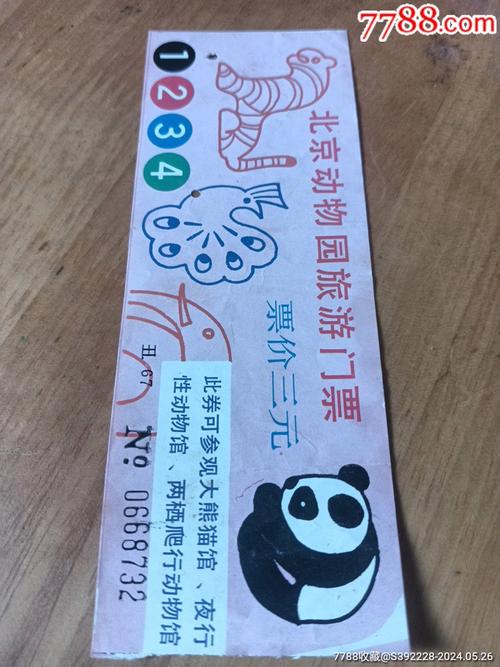 7788.com
1
2
3
4
北京动物园旅游门票
票价三元
此券可参观大熊猫馆、夜行
性动物馆、两栖爬行动物馆
丑 67
№ 0668732
7788收藏@S392228-2024.05.26